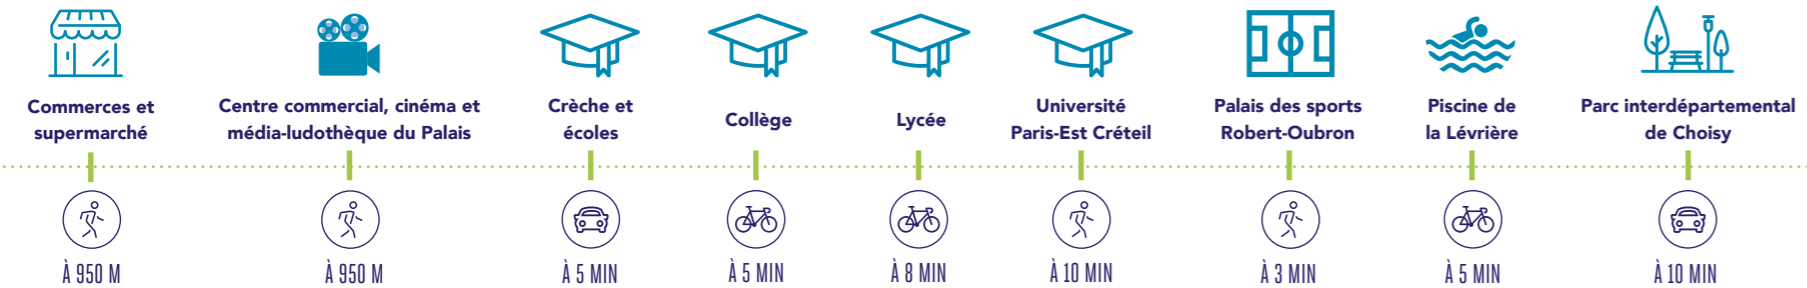 Commerces et
supermarché
Centre commercial, cinéma et
média-ludothèque du Palais
Crèche et
écoles
Collège
Lycée
Université
Paris-Est Créteil
Palais des sports
Robert-Oubron
Piscine de
la Lévrière
Parc interdépartemental
de Choisy
À 950 M
À 950 M
À 5 MIN
À 5 MIN
À 8 MIN
À 10 MIN
À 3 MIN
À 5 MIN
À 10 MIN